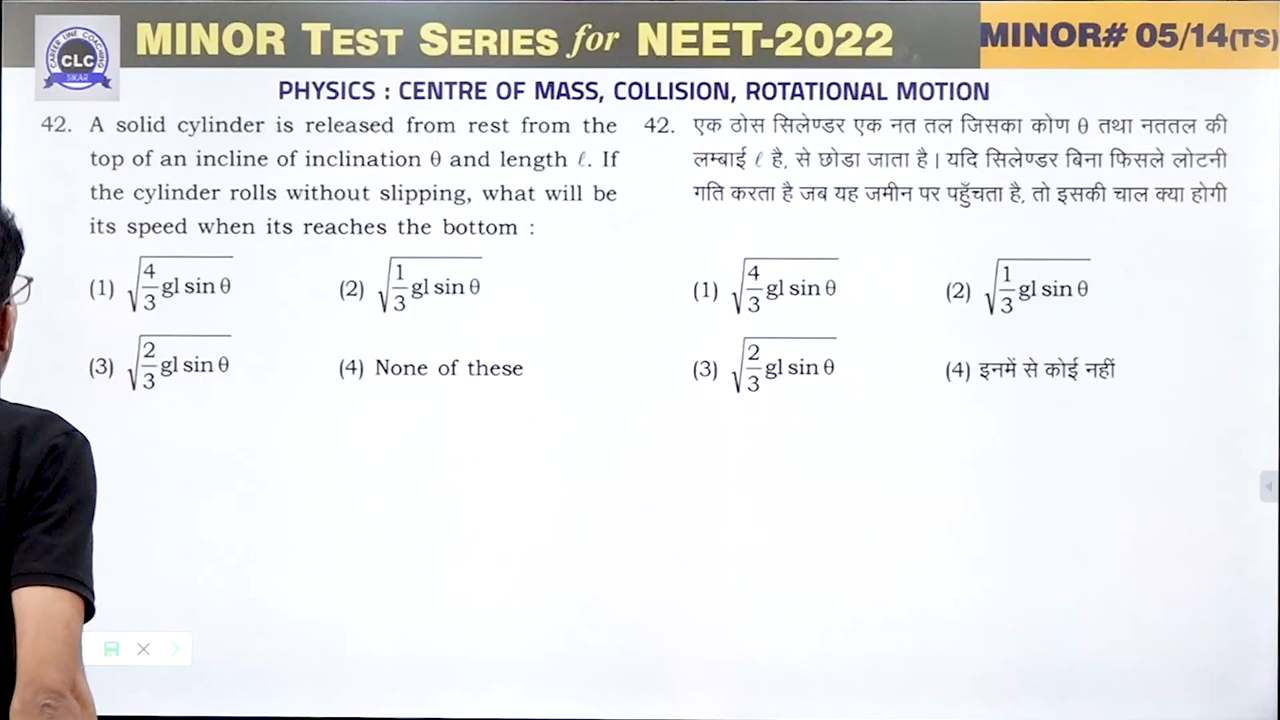 CAREER LINE COACHING
CLC
SIKAR
MINOR TEST SERIES for NEET-2022
MINOR# 05/14(TS)
PHYSICS : CENTRE OF MASS, COLLISION, ROTATIONAL MOTION
42. A solid cylinder is released from rest from the
top of an incline of inclination θ and length ℓ. If
the cylinder rolls without slipping, what will be
its speed when its reaches the bottom :
(1) √(4/3 gl sin θ) (2) √(1/3 gl sin θ)
(3) √(2/3 gl sin θ) (4) None of these
42. एक ठोस सिलेण्डर एक नत तल जिसका कोण θ तथा नततल की
लम्बाई ℓ है, से छोडा जाता है। यदि सिलेण्डर बिना फिसले लोटनी
गति करता है जब यह जमीन पर पहुँचता है, तो इसकी चाल क्या होगी
(1) √(4/3 gl sin θ) (2) √(1/3 gl sin θ)
(3) √(2/3 gl sin θ) (4) इनमें से कोई नहीं